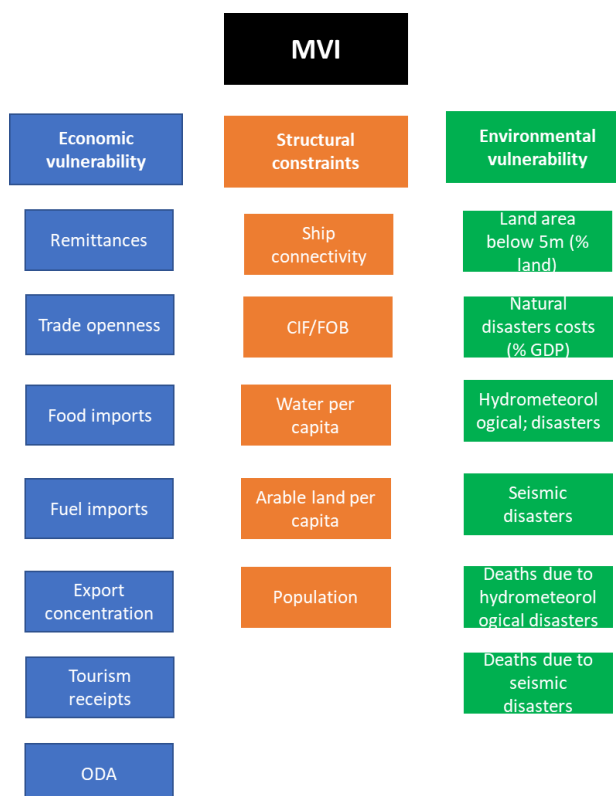 MVI
Economic
vulnerability
Remittances
Trade openness
Food imports
Fuel imports
Export
concentration
Tourism
receipts
ODA
Structural
constraints
Ship
connectivity
CIF/FOB
Water per
capita
Arable land per
capita
Population
Environmental
vulnerability
Land area
below 5m (%
land)
Natural
disasters costs
(% GDP)
Hydrometeorol
ogical; disasters
Seismic
disasters
Deaths due to
hydrometeorol
ogical disasters
Deaths due to
seismic
disasters